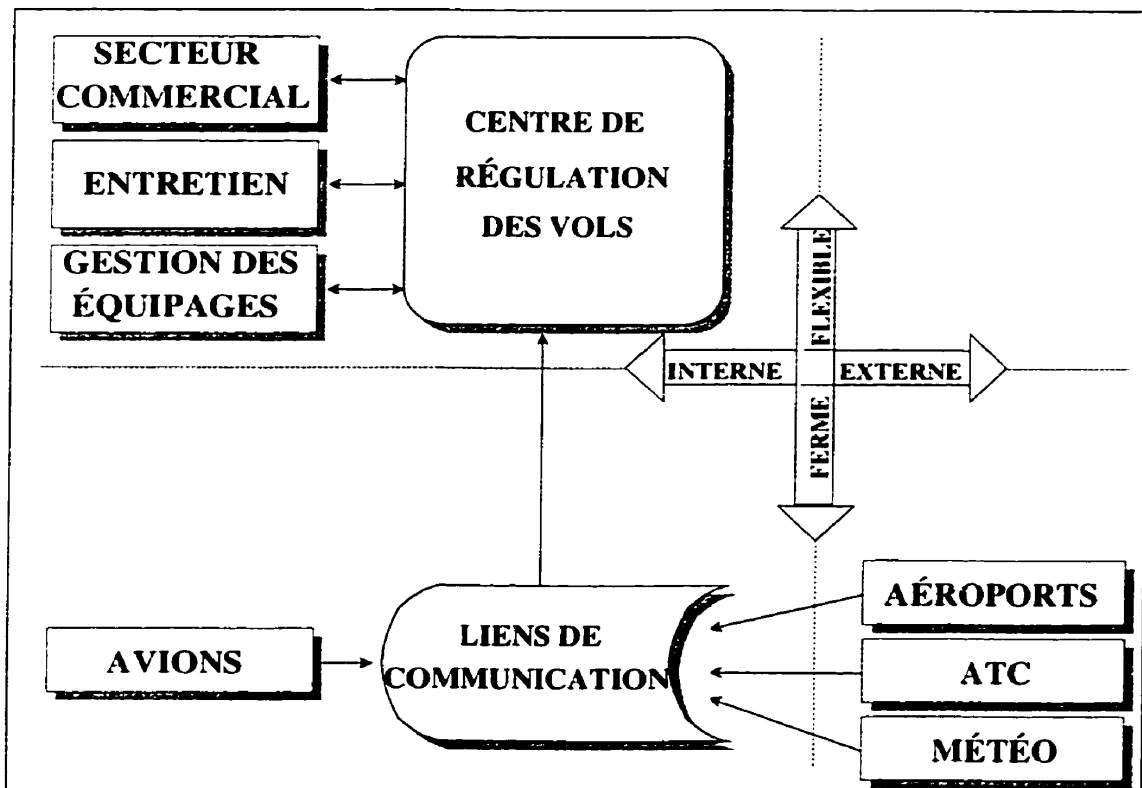 SECTEUR
COMMERCIAL
ENTRETIEN
GESTION DES
ÉQUIPAGES
CENTRE DE
RÉGULATION
DES VOLS
FLEXIBLE
INTERNE
EXTERNE
FERME
AVIONS
LIENS DE
COMMUNICATION
AÉROPORTS
ATC
MÉTÉO